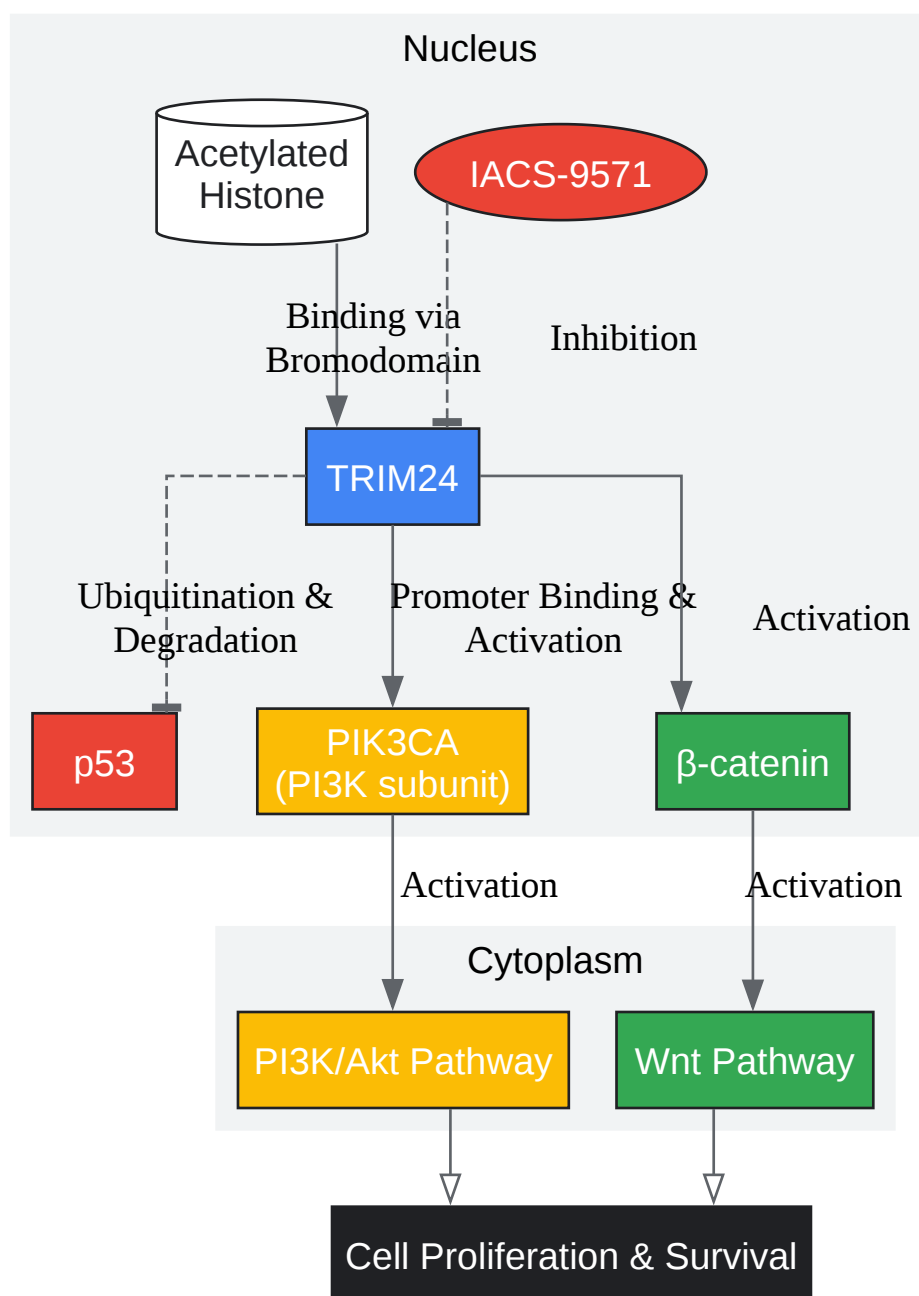 Nucleus
Acetylated
Histone
IACS-9571
Binding via
Bromodomain
Inhibition
TRIM24
Ubiquitination &
Degradation
Promoter Binding &
Activation
Activation
p53
PIK3CA
(PI3K subunit)
β-catenin
Activation
Activation
Cytoplasm
PI3K/Akt Pathway
Wnt Pathway
Cell Proliferation & Survival